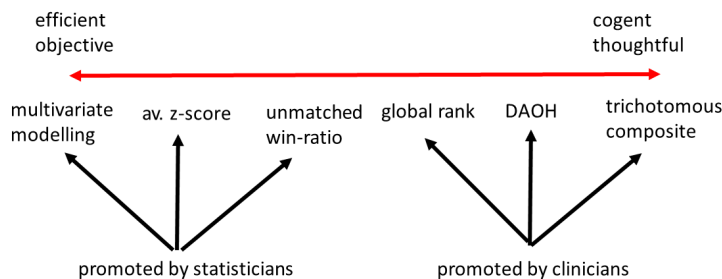 efficient
objective
cogent
thoughtful
multivariate
modelling
av. z-score
unmatched
win-ratio
global rank
DAOH
trichotomous
composite
promoted by statisticians
promoted by clinicians